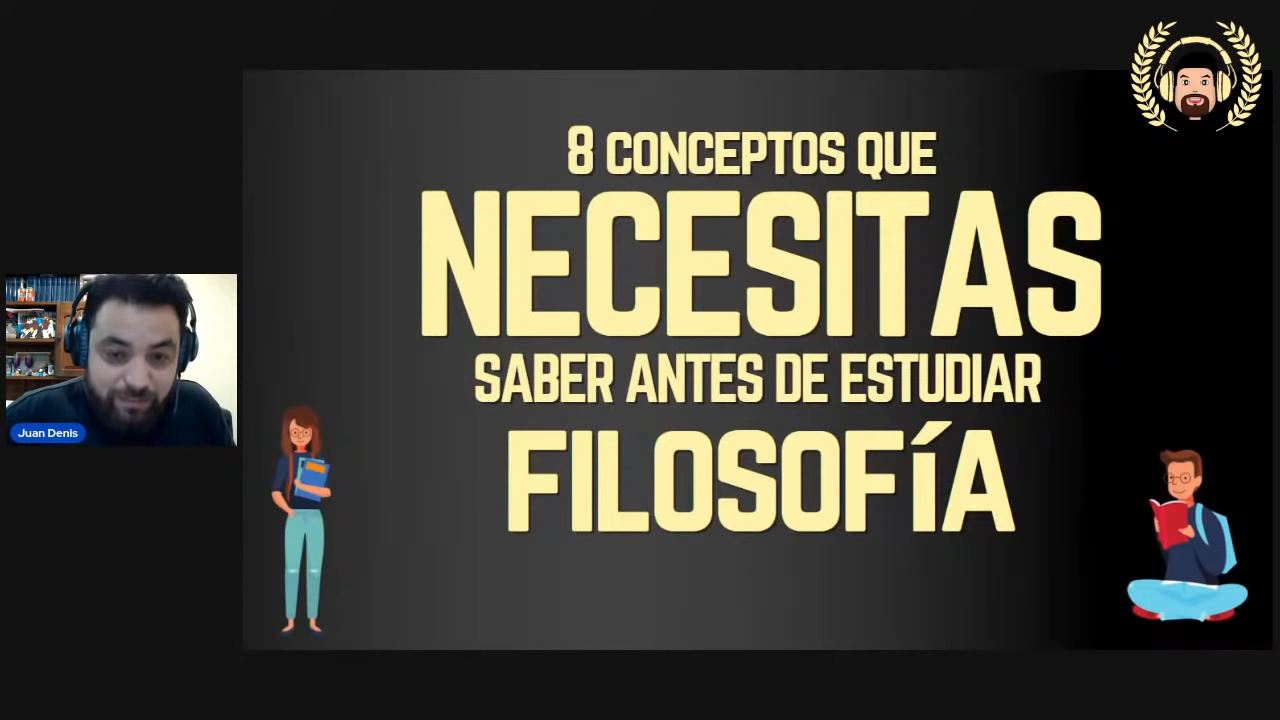 8 CONCEPTOS QUE
NECESITAS
SABER ANTES DE ESTUDIAR
FILOSOFÍA
Juan Denis